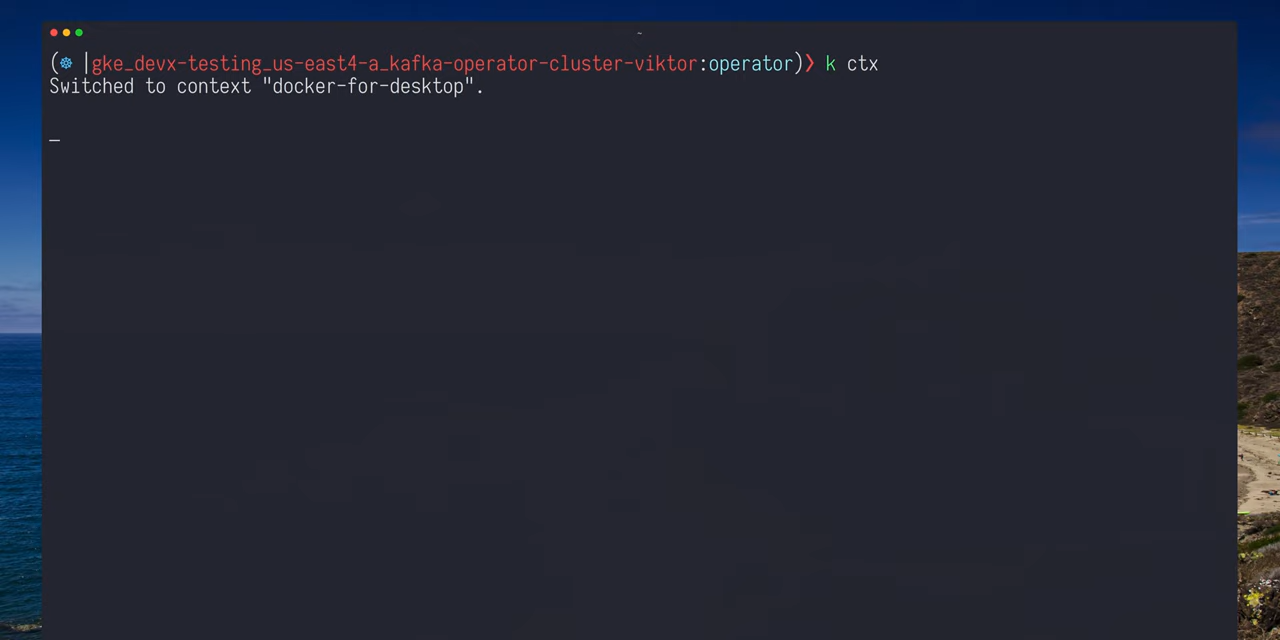 ~
(☸ |gke_devx-testing_us-east4-a_kafka-operator-cluster-viktor:operator)❯ k ctx
Switched to context "docker-for-desktop".
_